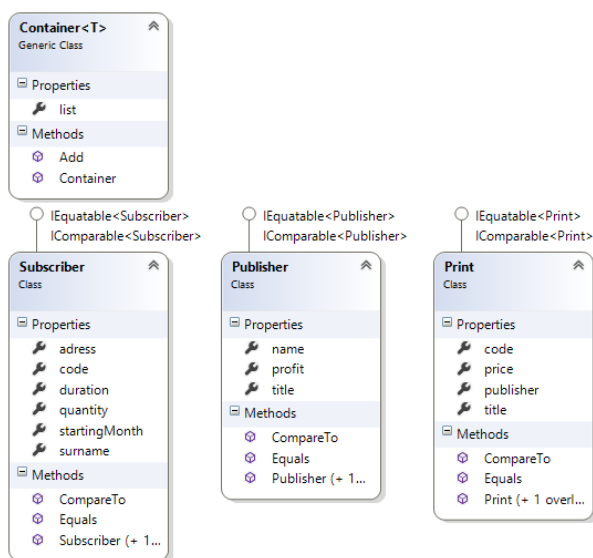 Container<T>
Generic Class
Properties
list
Methods
Add
Container
IEquatable<Subscriber>
IComparable<Subscriber>
Subscriber
Class
Properties
adress
code
duration
quantity
startingMonth
surname
Methods
CompareTo
Equals
Subscriber (+ 1...
IEquatable<Publisher>
IComparable<Publisher>
Publisher
Class
Properties
name
profit
title
Methods
CompareTo
Equals
Publisher (+ 1...
IEquatable<Print>
IComparable<Print>
Print
Class
Properties
code
price
publisher
title
Methods
CompareTo
Equals
Print (+ 1 overl...